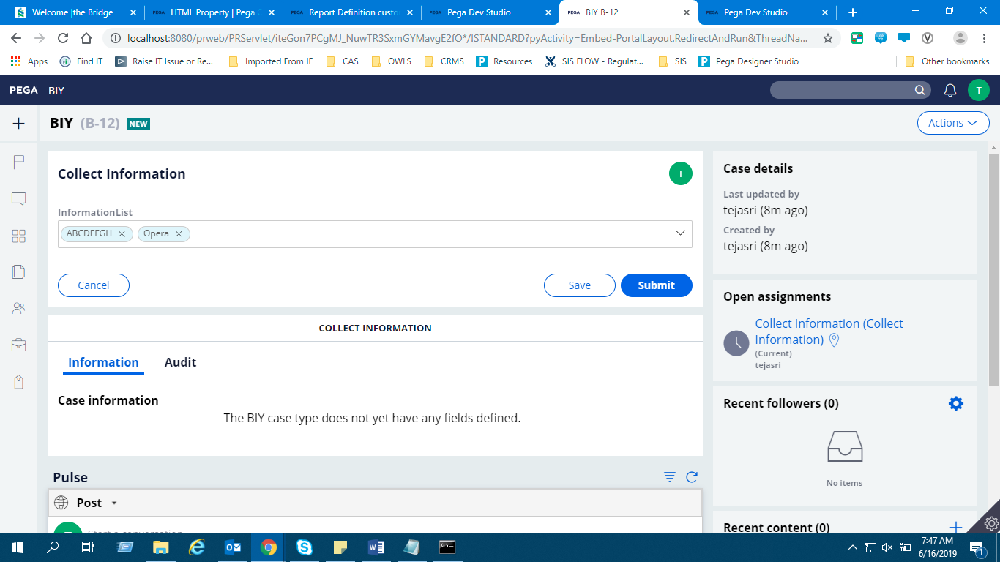 Welcome |the Bridge
HTML Property | Pega C
Report Definition custo
Pega Dev Studio
BIY B-12
Pega Dev Studio
localhost:8080/prweb/PRServlet/iteGon7PCgMJ_NuwTR3SxmGYMavgE2fO*/!STANDARD?pyActivity=Embed-PortalLayout.RedirectAndRun&ThreadNa...
Apps
Find IT
Raise IT Issue or Re...
Imported From IE
CAS
OWLS
CRMS
Resources
SIS FLOW - Regulat...
SIS
Pega Designer Studio
Other bookmarks
PEGA BIY
T
BIY (B-12) NEW
Actions
Collect Information
T
InformationList
ABCDEFGH
Opera
Cancel
Save
Submit
COLLECT INFORMATION
Information
Audit
Case information
The BIY case type does not yet have any fields defined.
Pulse
Post
Start a conversation
Case details
Last updated by
tejasri (8m ago)
Created by
tejasri (8m ago)
Open assignments
Collect Information (Collect
Information)
(Current)
tejasri
Recent followers (0)
No items
Recent content (0)
7:47 AM
6/16/2019
1